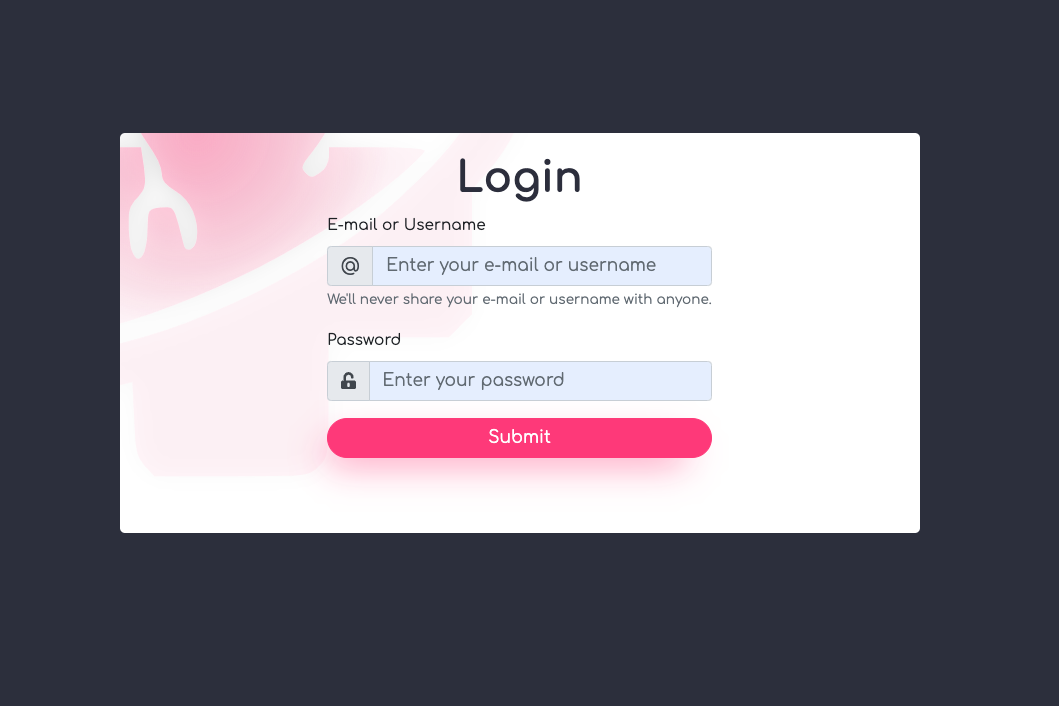 Login
E-mail or Username
@ Enter your e-mail or username
We'll never share your e-mail or username with anyone.
Password
Enter your password
Submit